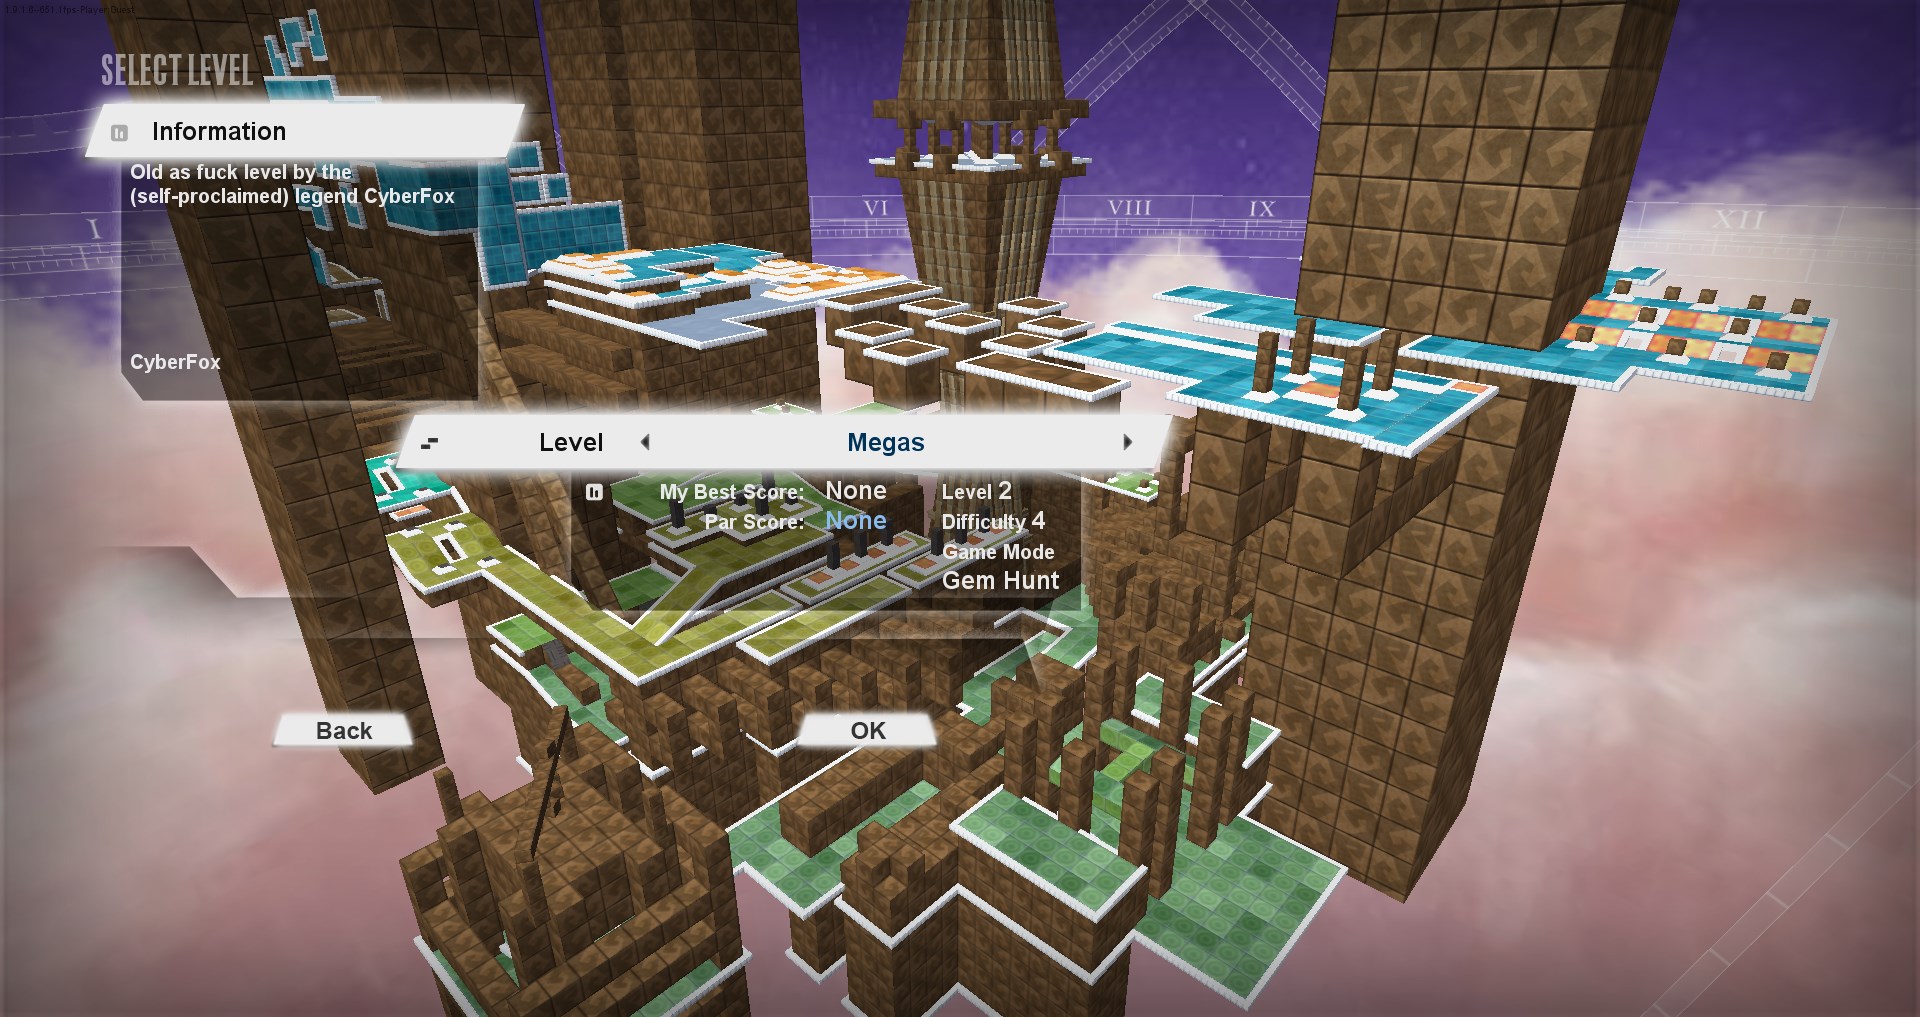 SELECT LEVEL
Information
Old as fuck level by the
(self-proclaimed) legend CyberFox
CyberFox
I
VI
VIII
IX
XII
Level
Megas
My Best Score: None
Par Score: None
Level 2
Difficulty 4
Game Mode
Gem Hunt
Back
OK